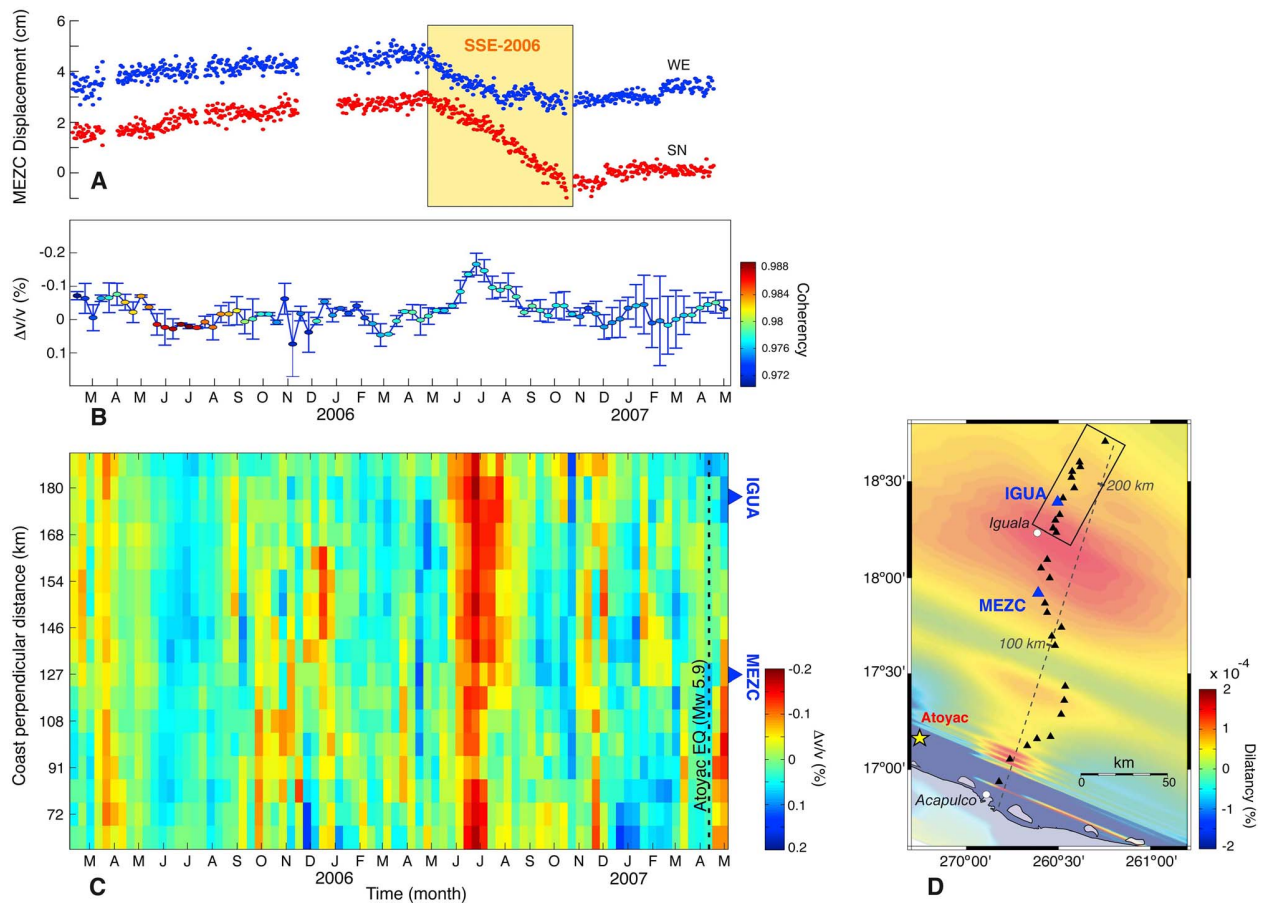 6
4
2
0
MEZC Displacement (cm)
SSE-2006
WE
SN
A
-0.2
-0.1
0
0.1
Δv/v (%)
0.988
0.984
0.98
0.976
0.972
Coherency
M A M J J A S O N D J F M A M J J A S O N D J F M A M
2006 2007
B
180
168
154
146
127
108
91
72
Coast perpendicular distance (km)
Atoyac EQ (Mw 5.9)
IGUA
MEZC
-0.2
-0.1
0
0.1
0.2
Δv/v (%)
M A M J J A S O N D J F M A M J J A S O N D J F M A M
2006 2007
Time (month)
C
18°50'
18°00'
17°50'
17°00'
IGUA
200 km
Iguala
MEZC
100 km
Atoyac
km
0 50
Acapulco
270°00' 260°50' 261°00'
D
x 10-4
2
1
0
-1
-2
Dilatancy (%)